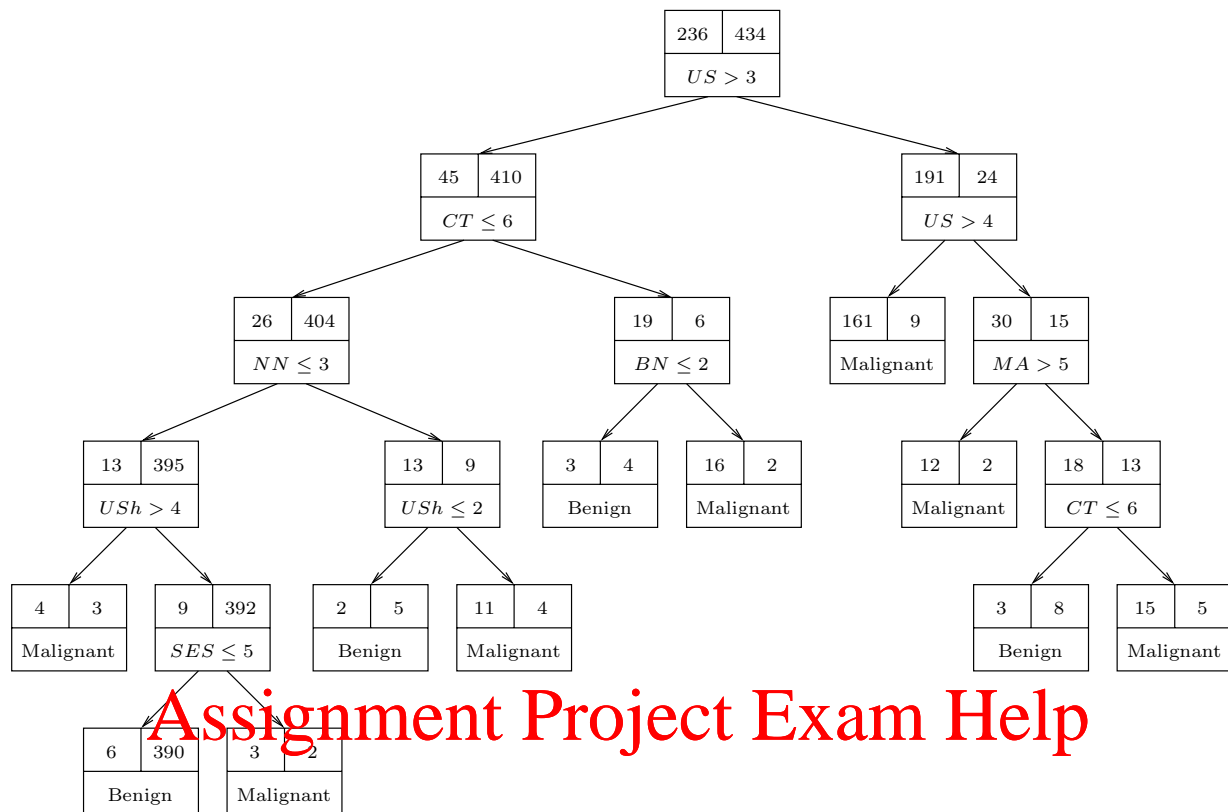 236 434
US > 3
45 410 191 24
CT ≤ 6 US > 4
26 404 19 6 161 9 30 15
NN ≤ 3 BN ≤ 2 Malignant MA > 5
13 395 13 9 3 4 16 2 12 2 18 13
USh > 4 USh ≤ 2 Benign Malignant Malignant CT ≤ 6
4 3 9 392 2 5 11 4 3 8 15 5
Malignant SES ≤ 5 Benign Malignant Benign Malignant
Assignment Project Exam Help
6 390 3 2
Benign Malignant